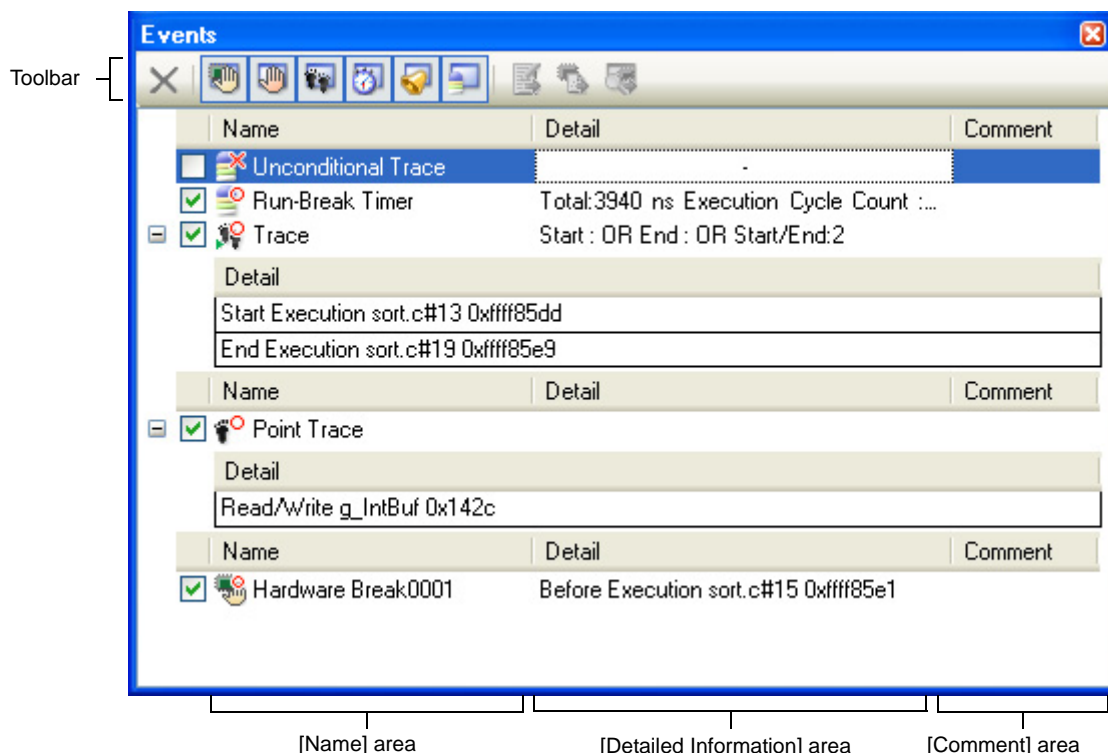 Events
Toolbar
Name Detail Comment
Unconditional Trace -
Run-Break Timer Total:3940 ns Execution Cycle Count :...
Trace Start : OR End : OR Start/End:2
Detail
Start Execution sort.c#13 0xffff85dd
End Execution sort.c#19 0xffff85e9
Name Detail Comment
Point Trace
Detail
Read/Write g_IntBuf 0x142c
Name Detail Comment
Hardware Break0001 Before Execution sort.c#15 0xffff85e1
[Name] area [Detailed Information] area [Comment] area